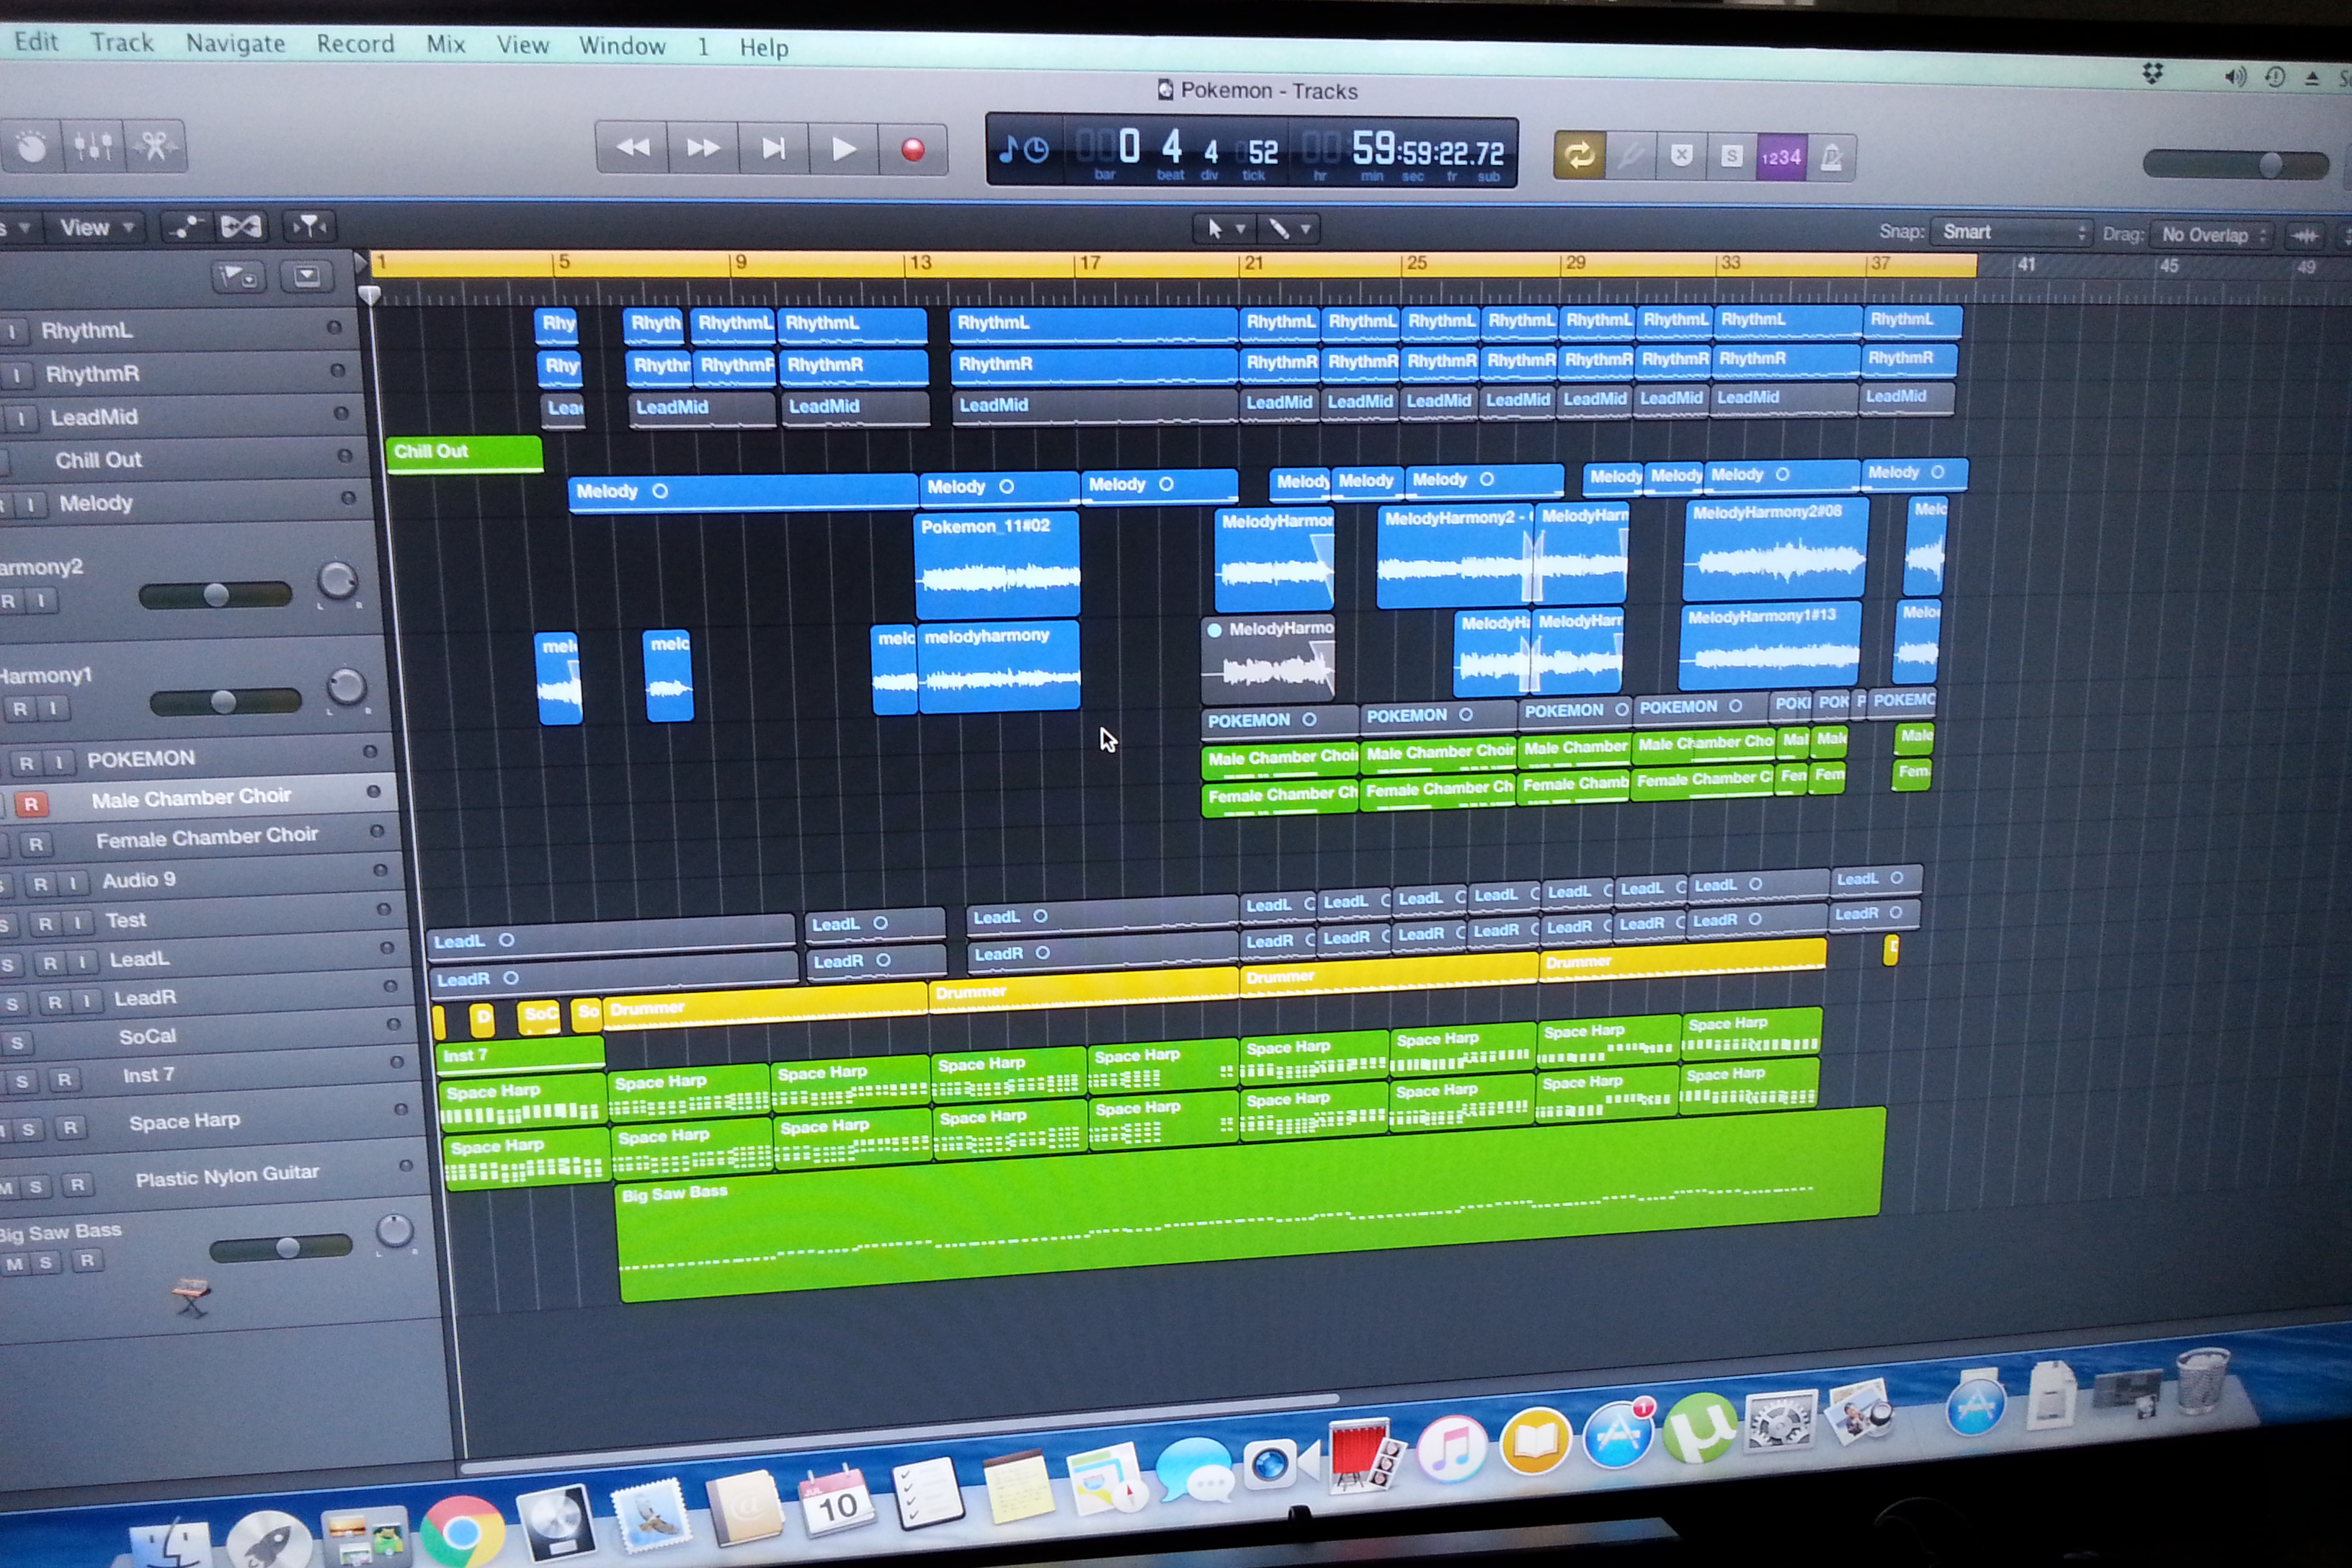 Edit Track Navigate Record Mix View Window 1 Help
Pokemon - Tracks
0 4 4 52 59:59:22.72
bar beat div tick hr min sec fr sub
S 1234
View Snap: Smart Drag: No Overlap
1 5 9 13 17 21 25 29 33 37 41 45 49
I RhythmL
Rhy Rhyth RhythmL RhythmL RhythmL RhythmL RhythmL RhythmL RhythmL RhythmL RhythmL RhythmL RhythmL
I RhythmR
Rhy Rhythr RhythmF RhythmR RhythmR RhythmR RhythmR RhythmR RhythmR RhythmR RhythmR RhythmR RhythmR
I LeadMid
Lea LeadMid LeadMid LeadMid LeadMid LeadMid LeadMid LeadMid LeadMid LeadMid LeadMid LeadMid
Chill Out
Chill Out
I Melody
Melody Melody Melody Melody Melody Melody Melody Melody Melody Melody
armony2
R I
L R
Pokemon_11#02 MelodyHarmor MelodyHarmony2 - MelodyHarn MelodyHarmony2#08 Melc
Harmony1
R I
L R
mel melc melc melodyharmony MelodyHarmo MelodyHa MelodyHarr MelodyHarmony1#13 Melo
R I POKEMON
POKEMON POKEMON POKEMON POKEMON POKI POK P POKEMC
R Male Chamber Choir
Male Chamber Choir Male Chamber Choir Male Chamber Male Chamber Cho Mal Male Male
R Female Chamber Choir
Female Chamber Ch Female Chamber Ch Female Chamb Female Chamber C Fem Fem Fem
R I Audio 9
S R I Test
S R I LeadL
LeadL LeadL LeadL LeadL LeadL LeadL LeadL LeadL LeadL LeadL LeadL
S R I LeadR
LeadR LeadR LeadR LeadR LeadR LeadR LeadR LeadR LeadR LeadR LeadR
S SoCal
D SoC So Drummer Drummer Drummer Drummer
S R Inst 7
Inst 7
S R Space Harp
Space Harp Space Harp Space Harp Space Harp Space Harp Space Harp Space Harp Space Harp Space Harp
M S R Plastic Nylon Guitar
Space Harp Space Harp Space Harp Space Harp Space Harp Space Harp Space Harp Space Harp Space Harp
Big Saw Bass
M S R
L R
Big Saw Bass
JUL
10
1